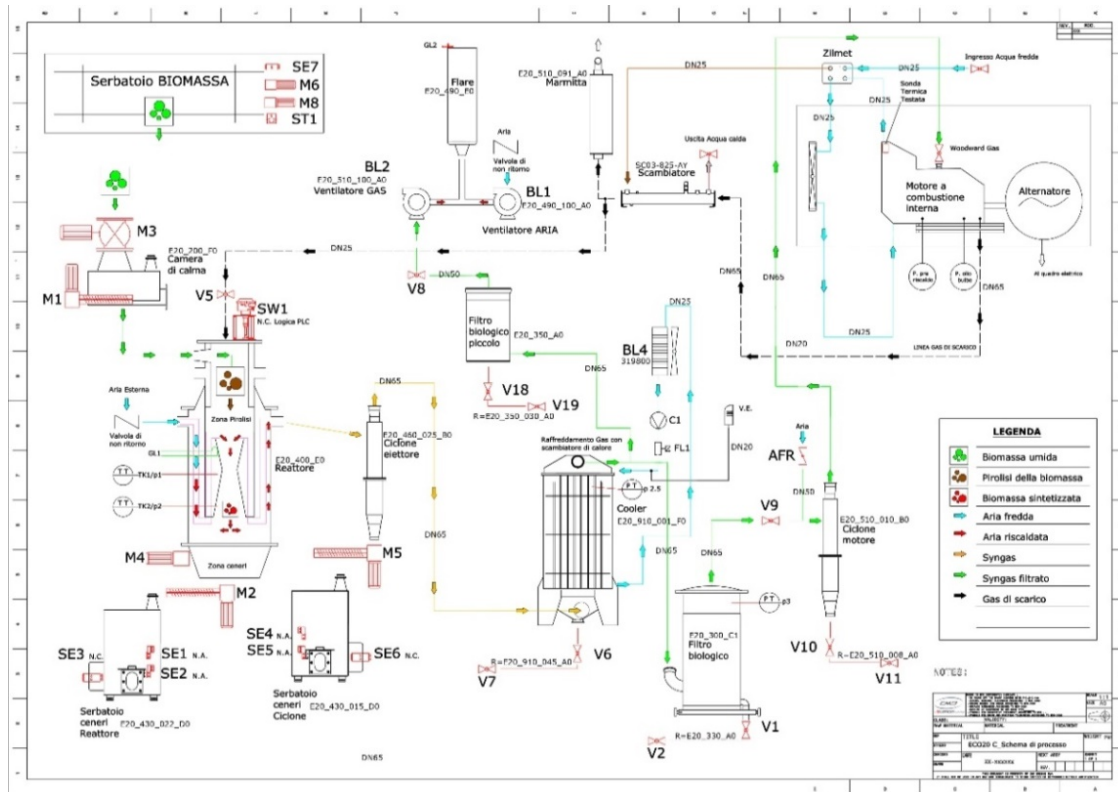 SE7
Serbatoio BIOMASSA
M6
M8
ST1
GL2
Flare
E20_490_F0
E20_510_091_A0
Marmitta
DN25
Zilmet
DN25
Ingresso Acqua fredda
Sonda
Termica
Testata
DN25
DN25
Woodward Gas
Aria
Valvola di
non ritorno
Uscita Acqua calda
SC03-825-AY
Scambiatore
Motore a
combustione
interna
Alternatore
BL2
E20_510_100_A0
Ventilatore GAS
BL1
E20_490_100_A0
Ventilatore ARIA
M3
E20_200_F0
Camera
di calma
DN25
M1
V5
SW1
N.C. Logica PLC
V8
DN50
DN65
DN65
DN65
Al quadro elettrico
Filtro
biologico
piccolo
E20_350_A0
DN25
BL4
319800
DN25
DN20
LINEA GAS DI SCARICO
DN65
DN65
V18
V19
R=E20_350_030_A0
C1
V.E.
FL1
DN20
Aria Esterna
Valvola di
non ritorno
Zona Pirolisi
GL1
E20_400_E0
Reattore
TT
TK1/p1
TT
TK2/p2
E20_460_025_B0
Ciclone
eiettore
Raffreddamento Gas con
scambiatore di calore
PT
p 2.5
Cooler
E20_910_001_F0
Aria
AFR
DN50
V9
E20_510_010_B0
Ciclone
motore
DN65
DN65
DN65
M4
Zona ceneri
M5
M2
PT
p3
E20_300_C1
Filtro
biologico
SE3 N.C.
SE1 N.A.
SE2 N.A.
SE4 N.A.
SE5 N.A.
SE6 N.C.
Serbatoio
ceneri
Reattore
E20_430_022_D0
Serbatoio
ceneri
Ciclone
E20_430_015_D0
V6
R=E20_910_045_A0
V7
V10
R=E20_510_008_A0
V11
R=E20_330_A0
V1
V2
DN65
LEGENDA
Biomassa umida
Pirolisi della biomassa
Biomassa sintetizzata
Aria fredda
Aria riscaldata
Syngas
Syngas filtrato
Gas di scarico
TITLE
ECO20 C_Schema di processo